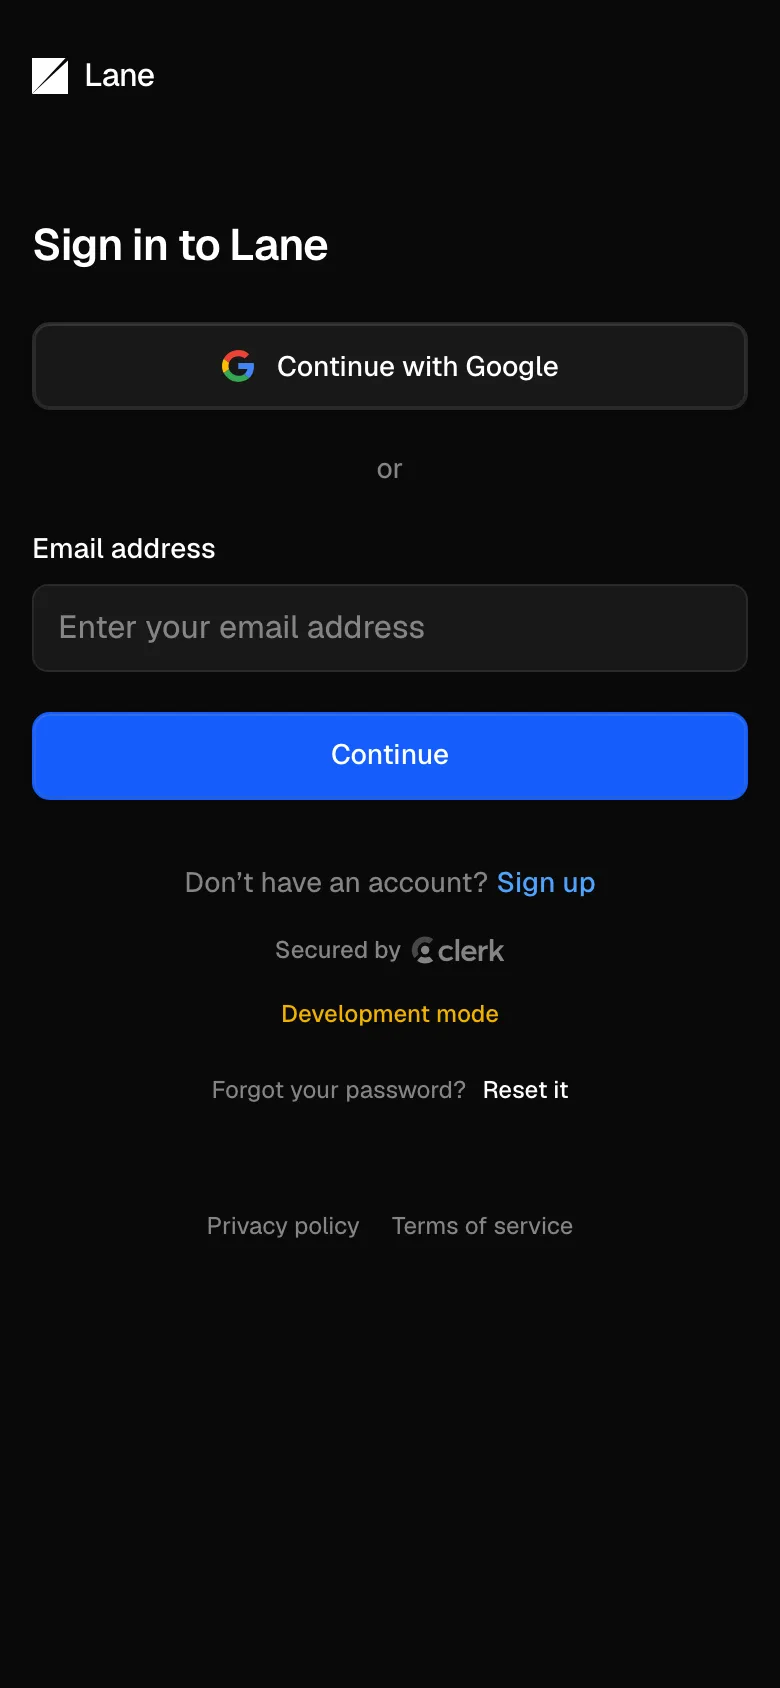 Lane
Sign in to Lane
Continue with Google
or
Email address
Enter your email address
Continue
Don’t have an account? Sign up
Secured by clerk
Development mode
Forgot your password? Reset it
Privacy policy Terms of service